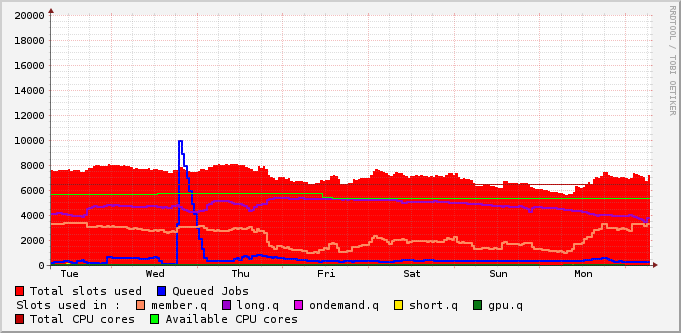 20000
18000
16000
14000
12000
10000
8000
6000
4000
2000
0
Tue Wed Thu Fri Sat Sun Mon
Total slots used Queued Jobs
Slots used in : member.q long.q ondemand.q short.q gpu.q
Total CPU cores Available CPU cores
RRDTOOL / TOBI OETIKER